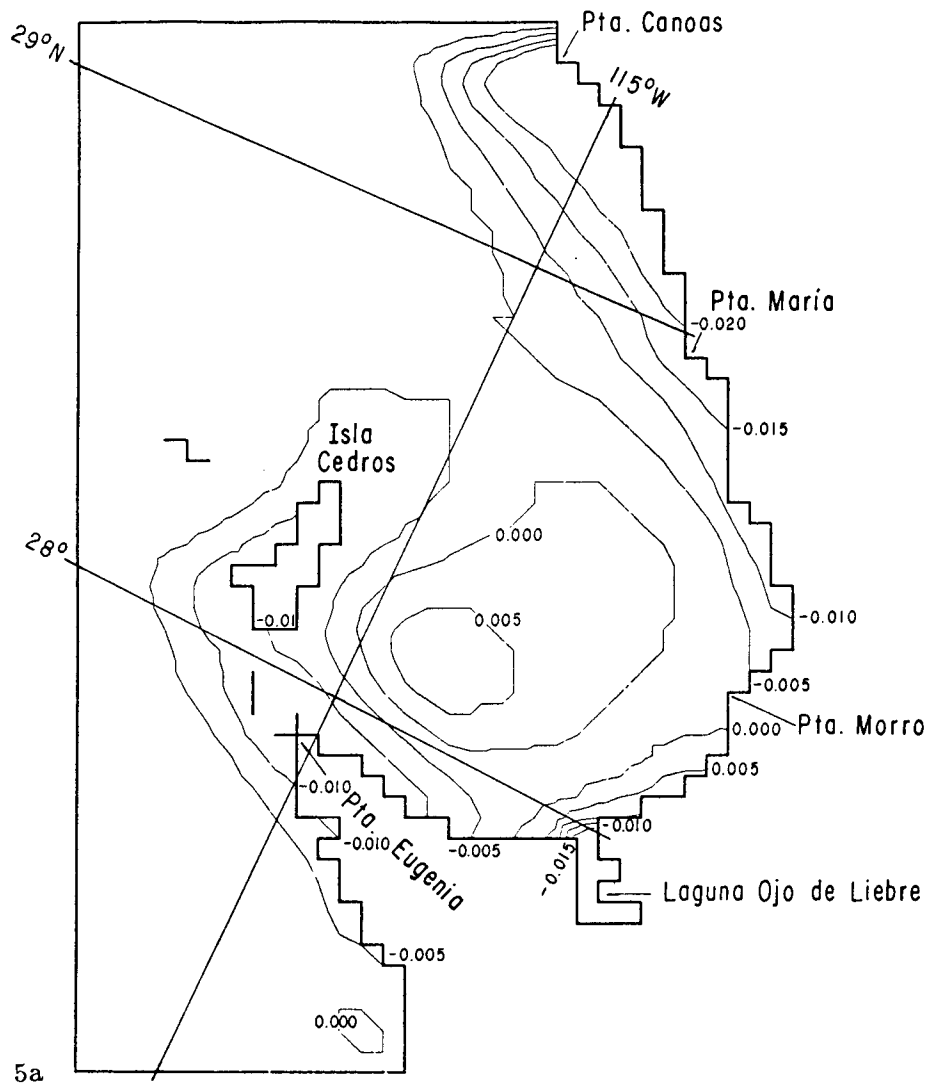 Pta. Canoas
29°N
115°W
Pta. María
-0.020
-0.015
Isla
Cedros
0.000
28°
0.005
-0.01
-0.010
-0.005
Pta. Morro
0.000
0.005
-0.010
Pta. Eugenia
-0.010
-0.010
-0.005
-0.015
Laguna Ojo de Liebre
-0.005
0.000
5a